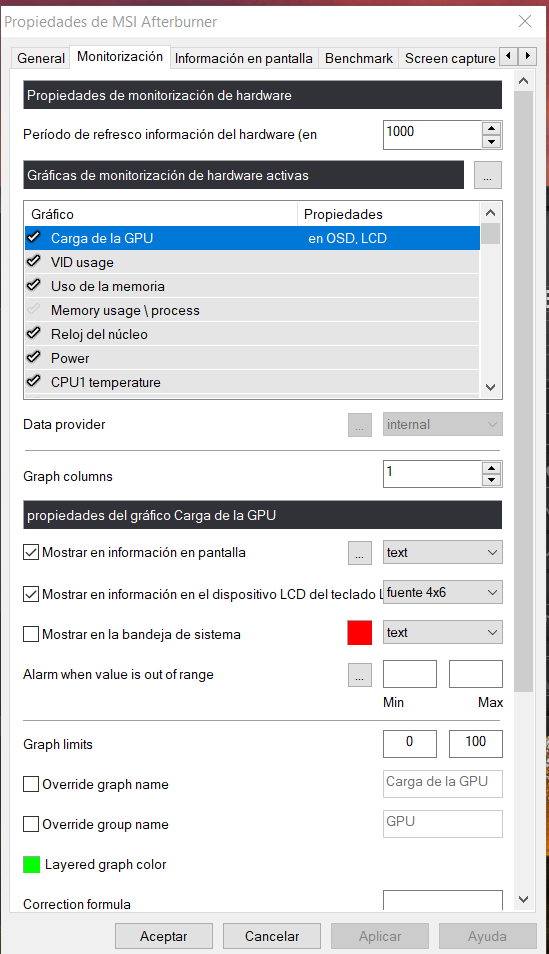 Propiedades de MSI Afterburner
General Monitorización Información en pantalla Benchmark Screen capture
Propiedades de monitorización de hardware
Período de refresco información del hardware (en 1000
Gráficas de monitorización de hardware activas ...
Gráfico Propiedades
Carga de la GPU en OSD, LCD
VID usage
Uso de la memoria
Memory usage \ process
Reloj del núcleo
Power
CPU1 temperature
Data provider ... internal
Graph columns 1
propiedades del gráfico Carga de la GPU
Mostrar en información en pantalla ... text
Mostrar en información en el dispositivo LCD del teclado L fuente 4x6
Mostrar en la bandeja de sistema text
Alarm when value is out of range ...
Min Max
Graph limits 0 100
Override graph name Carga de la GPU
Override group name GPU
Layered graph color
Correction formula
Aceptar Cancelar Aplicar Ayuda